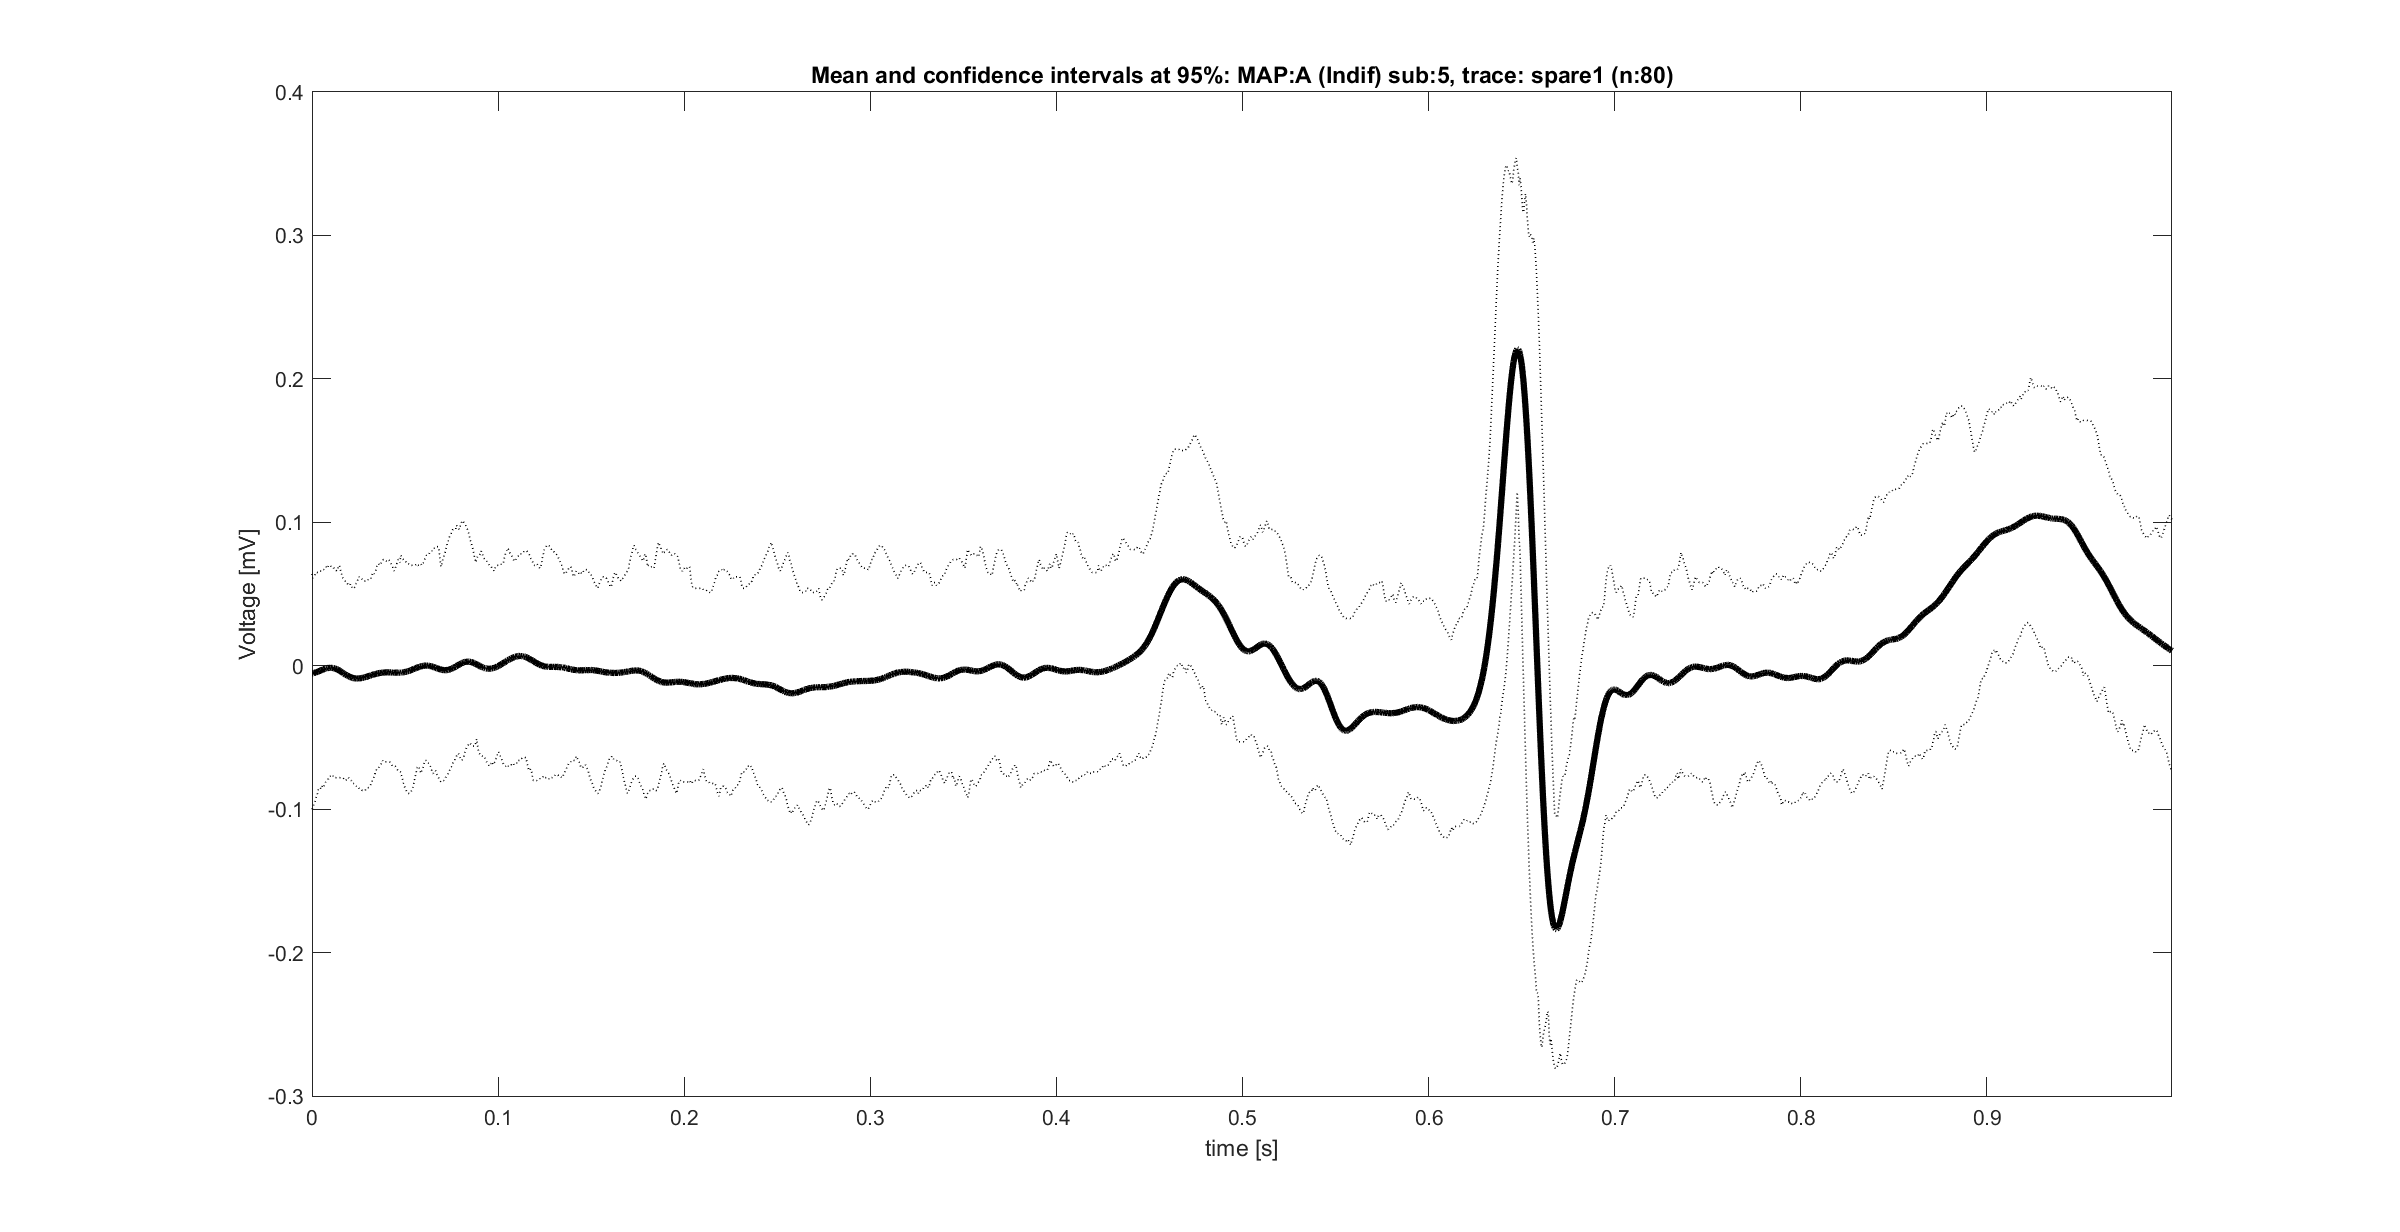 Mean and confidence intervals at 95%: MAP:A (Indif) sub:5, trace: spare1 (n:80)
0.4
0.3
0.2
0.1
0
-0.1
-0.2
-0.3
Voltage [mV]
0 0.1 0.2 0.3 0.4 0.5 0.6 0.7 0.8 0.9
time [s]